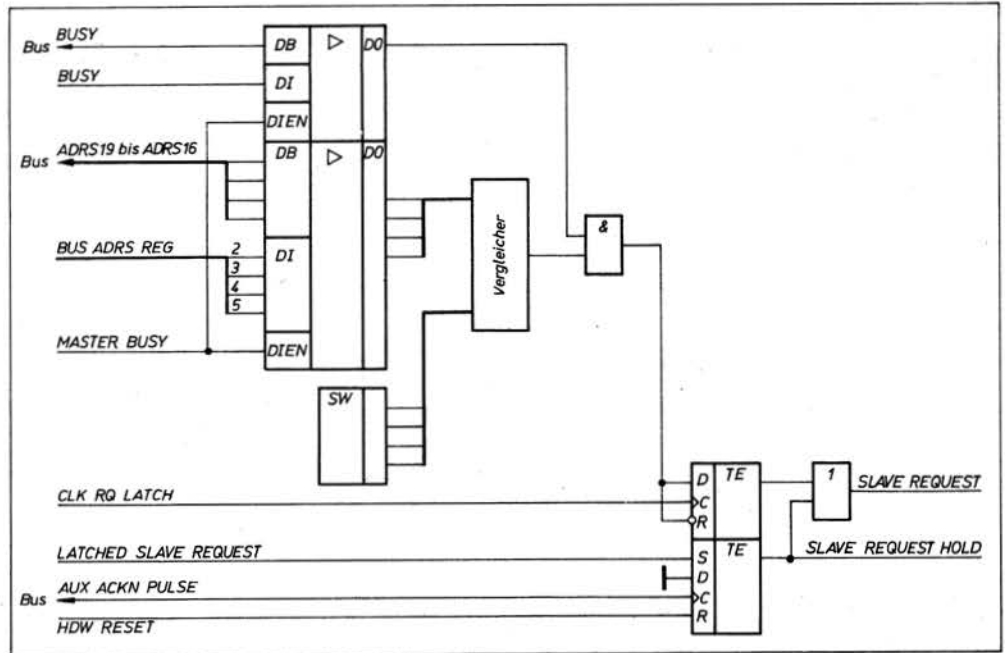 BUSY
Bus
DB
▷
DO
BUSY
DI
DIEN
ADRS19 bis ADRS16
Bus
DB
▷
DO
BUS ADRS REG
2
DI
3
4
5
MASTER BUSY
DIEN
Vergleicher
&
SW
CLK RQ LATCH
D
TE
C
R
1
SLAVE REQUEST
LATCHED SLAVE REQUEST
S
TE
SLAVE REQUEST HOLD
D
AUX ACKN PULSE
Bus
C
HDW RESET
R